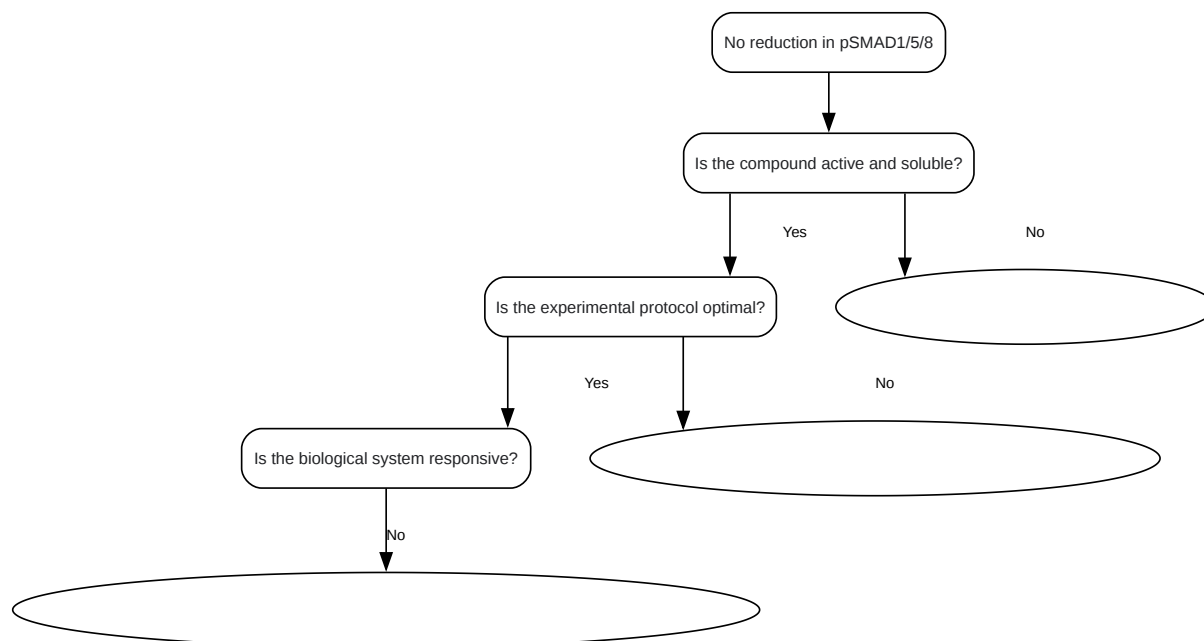 No reduction in pSMAD1/5/8
Is the compound active and soluble?
Yes
No
Is the experimental protocol optimal?
Yes
No
Is the biological system responsive?
No